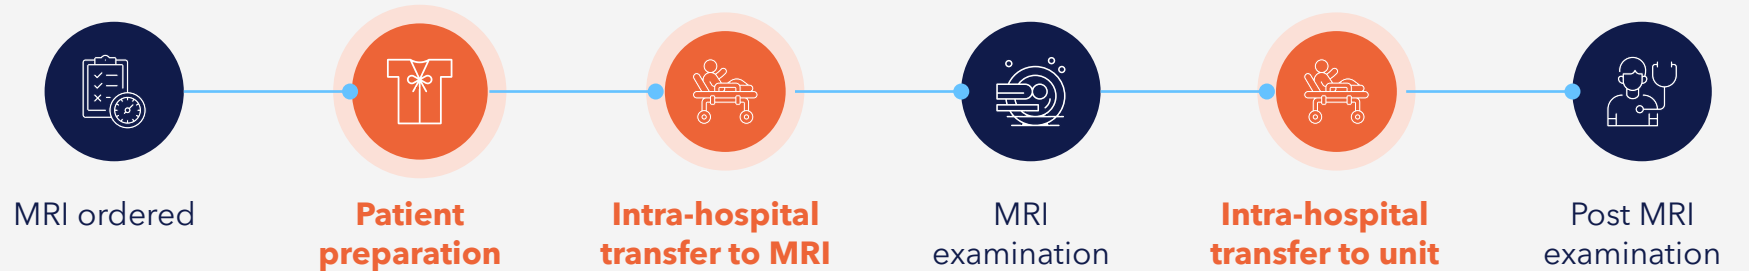 MRI ordered
Patient
preparation
Intra-hospital
transfer to MRI
MRI
examination
Intra-hospital
transfer to unit
Post MRI
examination